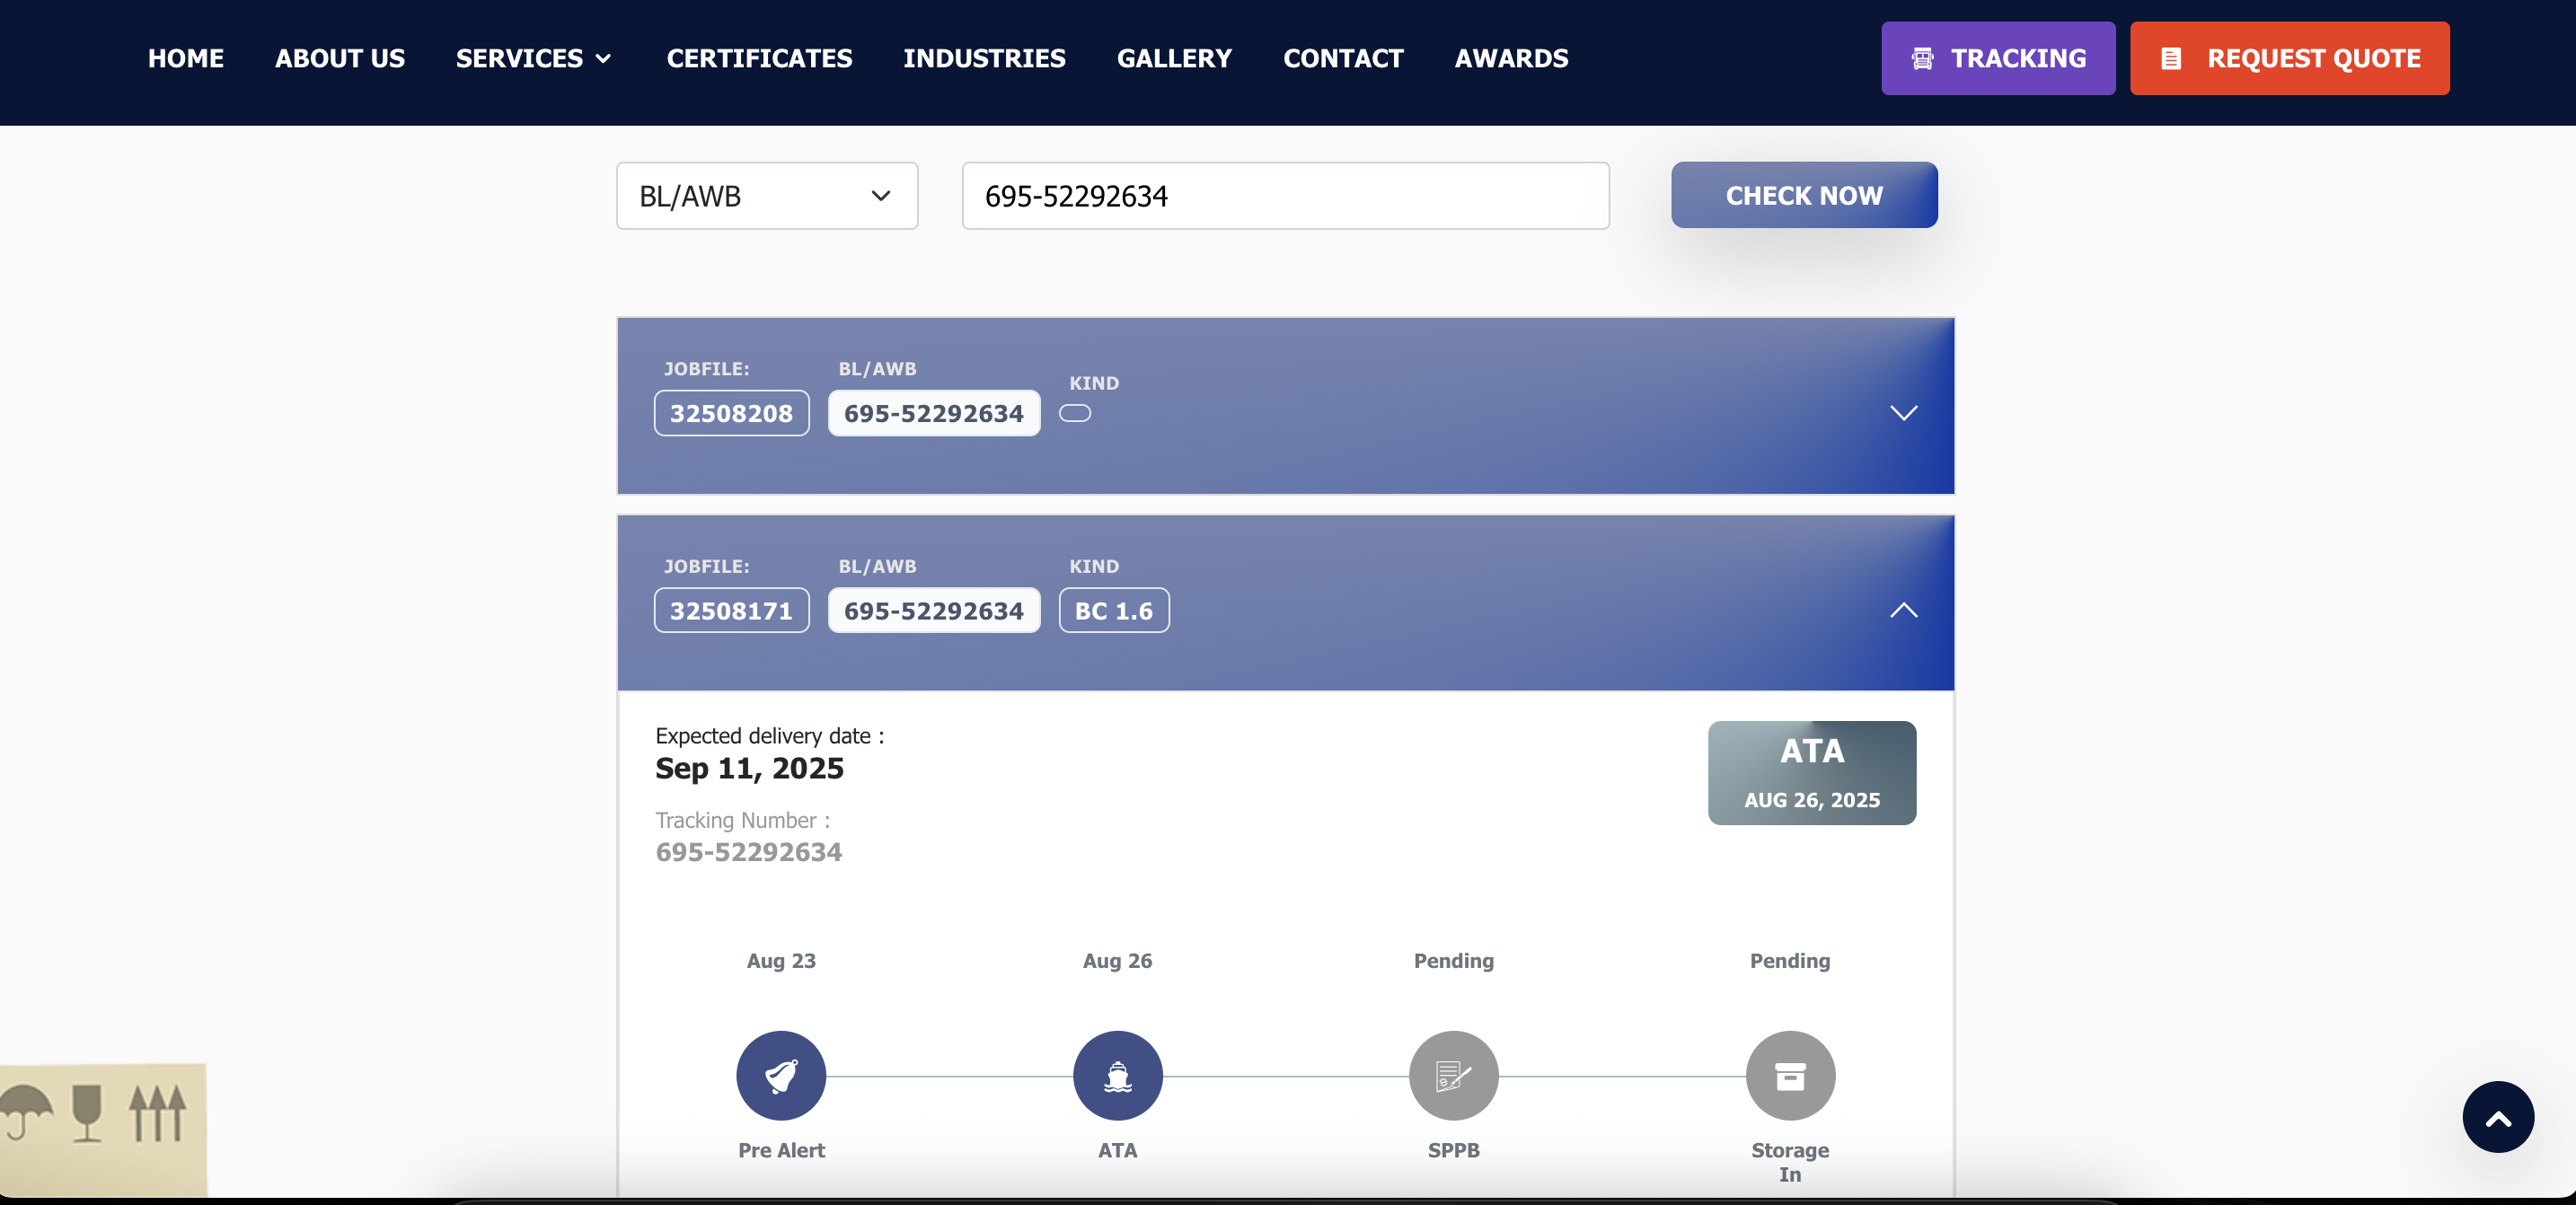 HOME ABOUT US SERVICES CERTIFICATES INDUSTRIES GALLERY CONTACT AWARDS TRACKING REQUEST QUOTE
BL/AWB 695-52292634 CHECK NOW
JOBFILE: BL/AWB KIND
32508208 695-52292634
JOBFILE: BL/AWB KIND
32508171 695-52292634 BC 1.6
Expected delivery date :
Sep 11, 2025
ATA
AUG 26, 2025
Tracking Number :
695-52292634
Aug 23 Aug 26 Pending Pending
Pre Alert ATA SPPB Storage
In